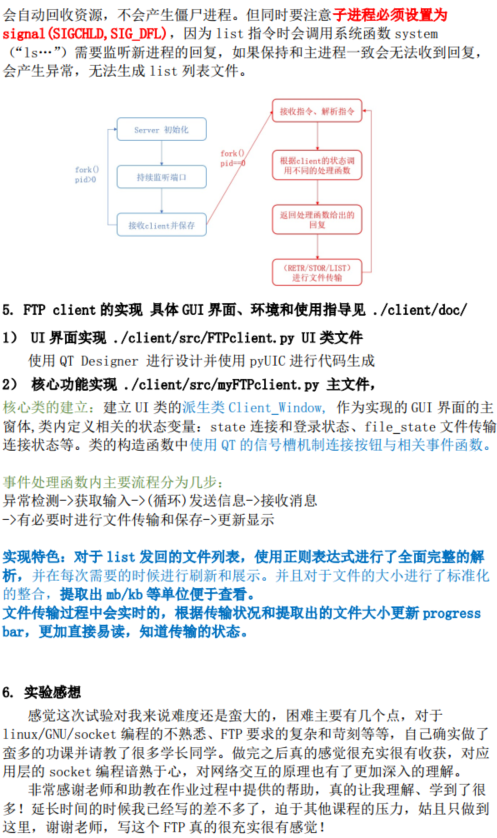 会自动回收资源，不会产生僵尸进程。但同时要注意子进程必须设置为
signal(SIGCHLD,SIG_DFL)，因为 list 指令时会调用系统函数 system
（“ls…”）需要监听新进程的回复，如果保持和主进程一致会无法收到回复，
会产生异常，无法生成 list 列表文件。
Server 初始化
fork()
pid>0
持续监听端口
接收client并保存
fork()
pid==0
接收指令、解析指令
根据client的状态调
用不同的处理函数
返回处理函数给出的
回复
（RETR/STOR/LIST）
进行文件传输
5. FTP client 的实现 具体 GUI 界面、环境和使用指导见 ./client/doc/
1） UI 界面实现 ./client/src/FTPclient.py UI 类文件
使用 QT Designer 进行设计并使用 pyUIC 进行代码生成
2） 核心功能实现 ./client/src/myFTPclient.py 主文件，
核心类的建立：建立 UI 类的派生类 Client_Window, 作为实现的 GUI 界面的主
窗体,类内定义相关的状态变量：state 连接和登录状态、file_state 文件传输
连接状态等。类的构造函数中使用 QT 的信号槽机制连接按钮与相关事件函数。
事件处理函数内主要流程分为几步：
异常检测->获取输入->(循环)发送信息->接收消息
->有必要时进行文件传输和保存->更新显示
实现特色：对于 list 发回的文件列表，使用正则表达式进行了全面完整的解
析，并在每次需要的时候进行刷新和展示。并且对于文件的大小进行了标准化
的整合，提取出 mb/kb 等单位便于查看。
文件传输过程中会实时的，根据传输状况和提取出的文件大小更新 progress
bar，更加直接易读，知道传输的状态。
6. 实验感想
感觉这次试验对我来说难度还是蛮大的，困难主要有几个点，对于
linux/GNU/socket 编程的不熟悉、FTP 要求的复杂和苛刻等等，自己确实做了
蛮多的功课并请教了很多学长同学。做完之后真的感觉很充实很有收获，对应
用层的 socket 编程谙熟于心，对网络交互的原理也有了更加深入的理解。
非常感谢老师和助教在作业过程中提供的帮助，真的让我理解、学到了很
多！延长时间的时候我已经写的差不多了，迫于其他课程的压力，姑且只做到
这里，谢谢老师，写这个 FTP 真的很充实很有感觉！